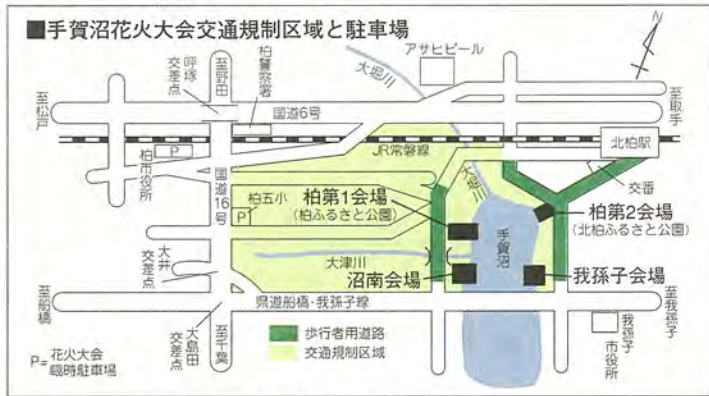 ■手賀沼花火大会交通規制区域と駐車場
N
アサヒビール
大堀川
呼塚交差点
至野田
柏警察署
至松戸
国道6号
至取手
P
JR常磐線
北柏駅
柏市役所
国道16号
大堀川
交番
柏五小
P
柏第1会場
(柏ふるさと公園)
手賀沼
柏第2会場
(北柏ふるさと公園)
大井交差点
大津川
沼南会場
我孫子会場
至船橋
県道船橋・我孫子線
至我孫子
大島田交差点
至千葉
歩行者用道路
交通規制区域
我孫子市役所
P=花火大会臨時駐車場